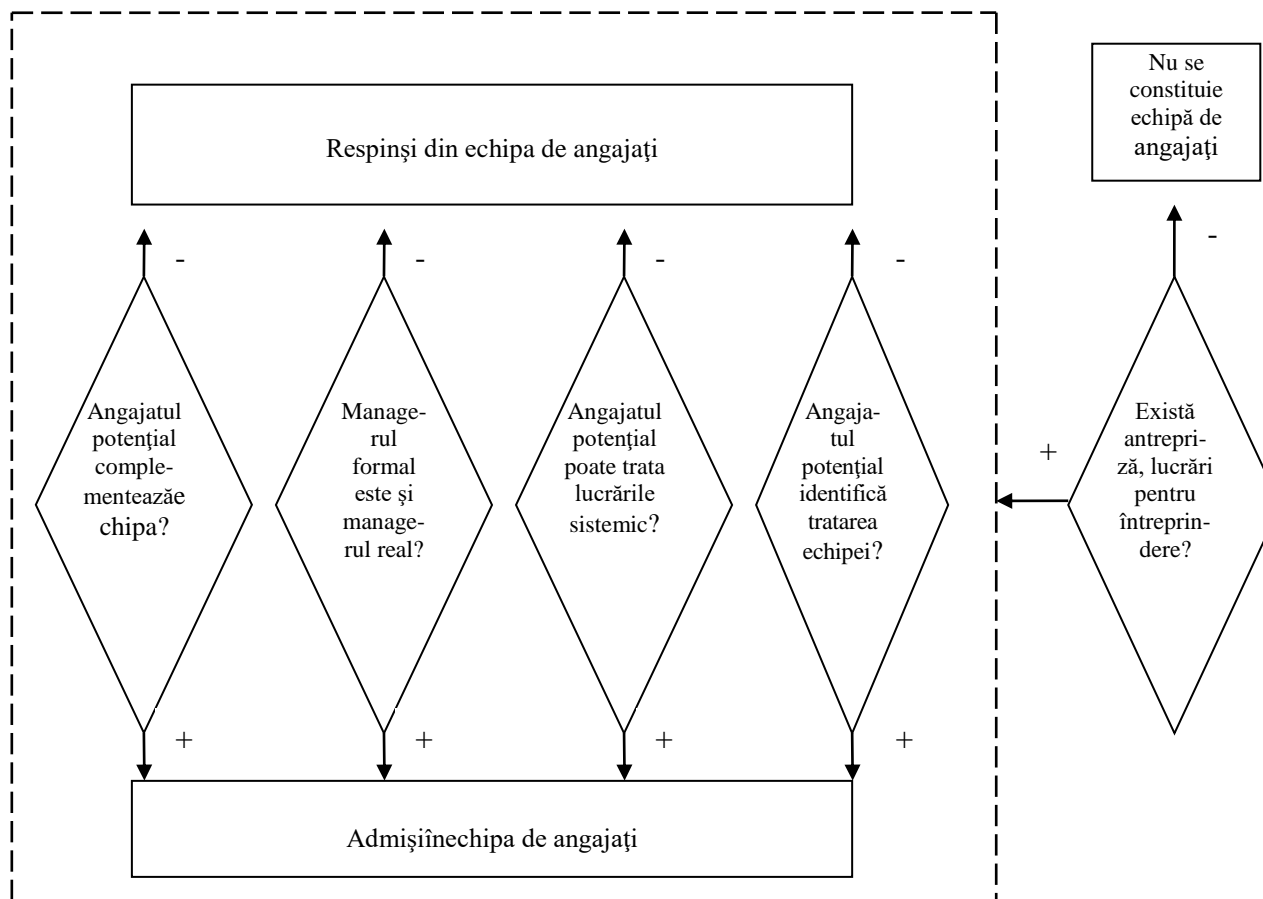 Nu se
constituie
echipă de
angajaţi
Respinşi din echipa de angajaţi
-
-
-
-
-
Angajatul
potenţial
comple-
menteazăe
chipa?
Manage-
rul
formal
este şi
manage-
rul real?
Angajatul
potenţial
poate trata
lucrările
sistemic?
Angaja-
tul
potenţial
identifică
tratarea
echipei?
+
Există
antrepri-
ză, lucrări
pentru
întreprin-
dere?
+
+
+
+
Admişiînechipa de angajaţi